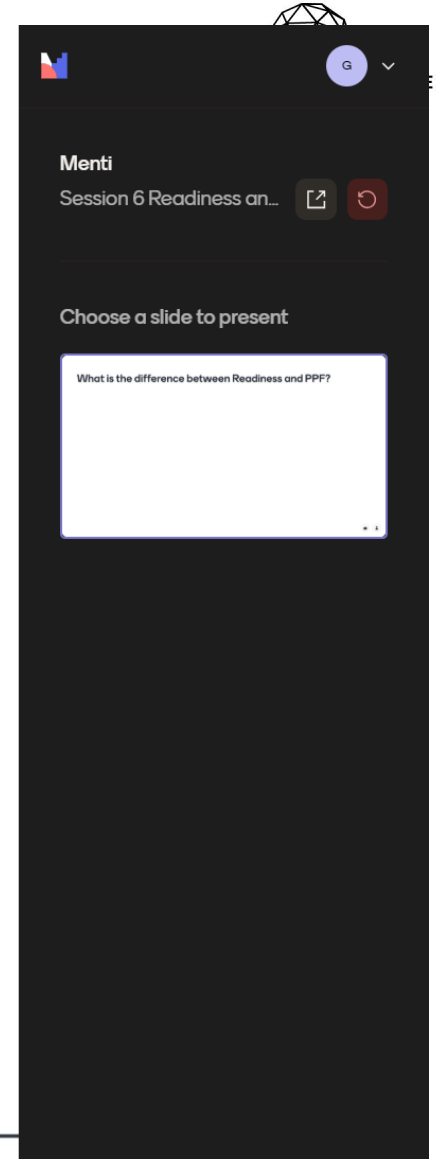 G
Menti
Session 6 Readiness an...
Choose a slide to present
What is the difference between Readiness and PPF?